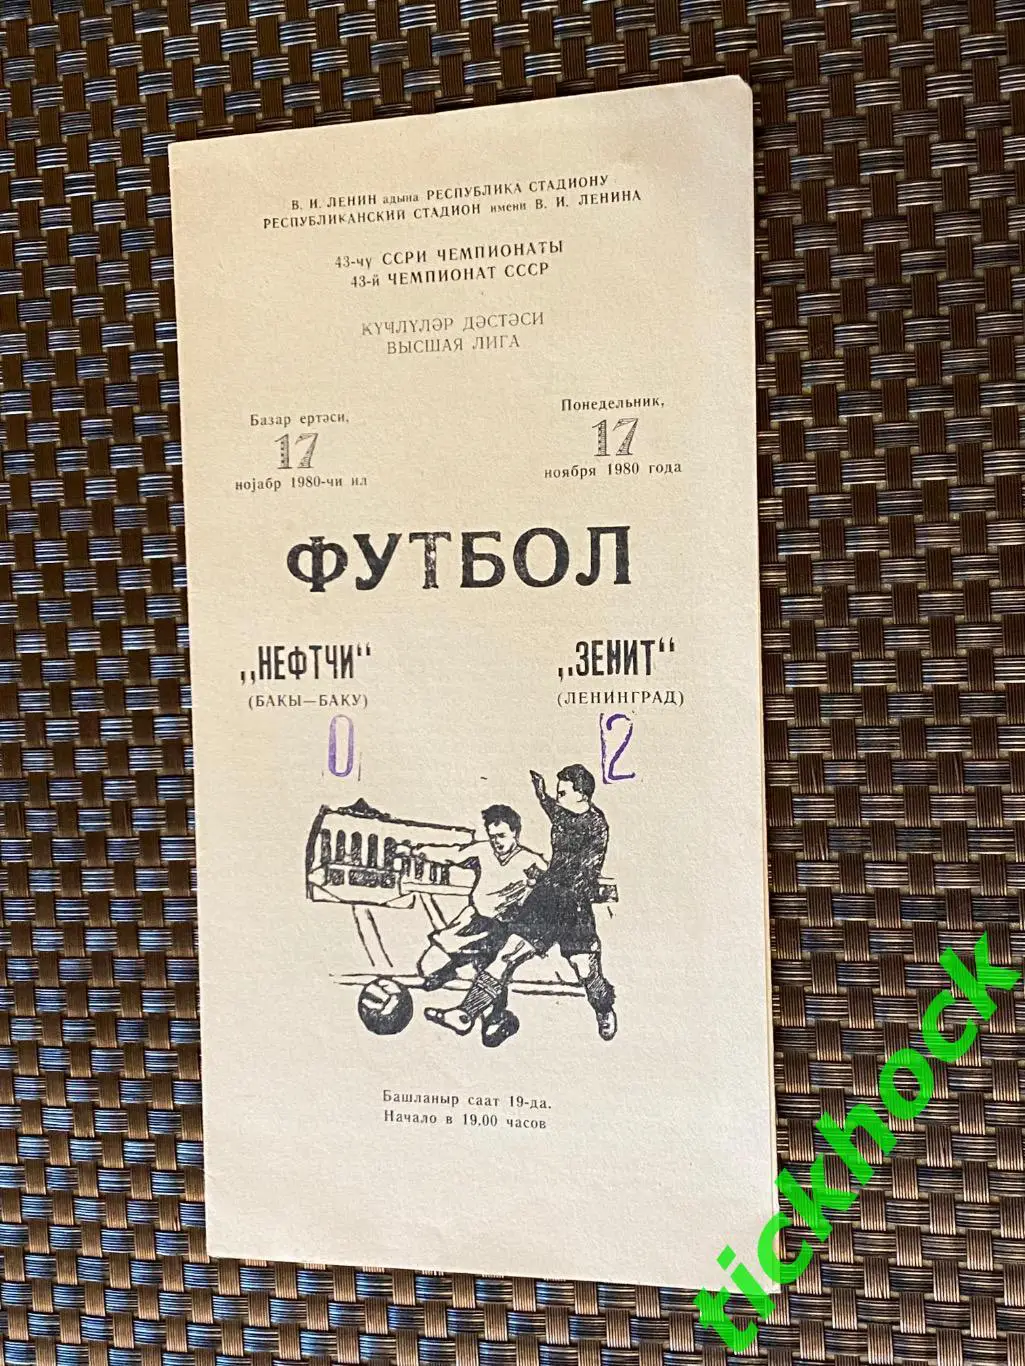 В. И. ЛЕНИН адына РЕСПУБЛИКА СТАДИОНУ
РЕСПУБЛИКАНСКИЙ СТАДИОН имени В. И. ЛЕНИНА
43-чү ССРИ ЧЕМПИОНАТЫ
43-й ЧЕМПИОНАТ СССР
КҮЧЛҮЛӘР ДӘСТӘСИ
ВЫСШАЯ ЛИГА
Базар ертәси,
17
нојабр 1980-чи ил
Понедельник,
17
ноября 1980 года
ФУТБОЛ
„НЕФТЧИ"
(БАКЫ—БАКУ)
0
„ЗЕНИТ"
(ЛЕНИНГРАД)
2
Башланыр саат 19-да.
Начало в 19.00 часов
tickhock